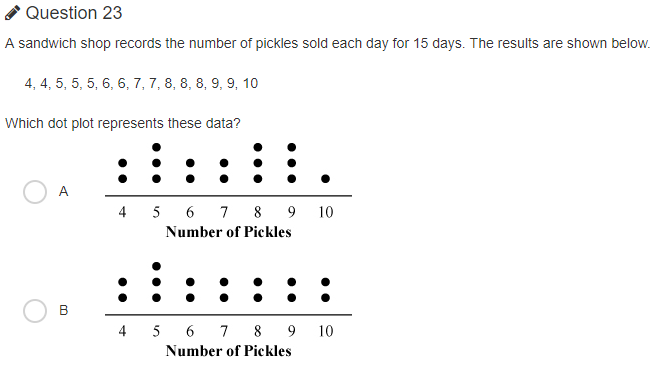 Question 23
A sandwich shop records the number of pickles sold each day for 15 days. The results are shown below.
4, 4, 5, 5, 5, 6, 6, 7, 7, 8, 8, 8, 9, 9, 10
Which dot plot represents these data?
A
4 5 6 7 8 9 10
Number of Pickles
B
4 5 6 7 8 9 10
Number of Pickles